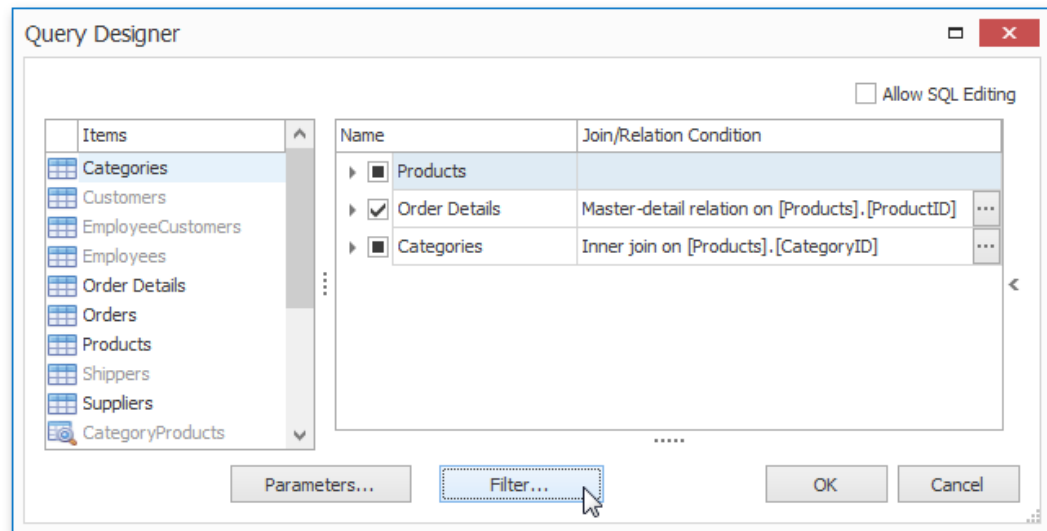 Query Designer
Allow SQL Editing
Items
Categories
Customers
EmployeeCustomers
Employees
Order Details
Orders
Products
Shippers
Suppliers
CategoryProducts
Name Join/Relation Condition
Products
Order Details Master-detail relation on [Products].[ProductID] ...
Categories Inner join on [Products].[CategoryID] ...
Parameters... Filter... OK Cancel